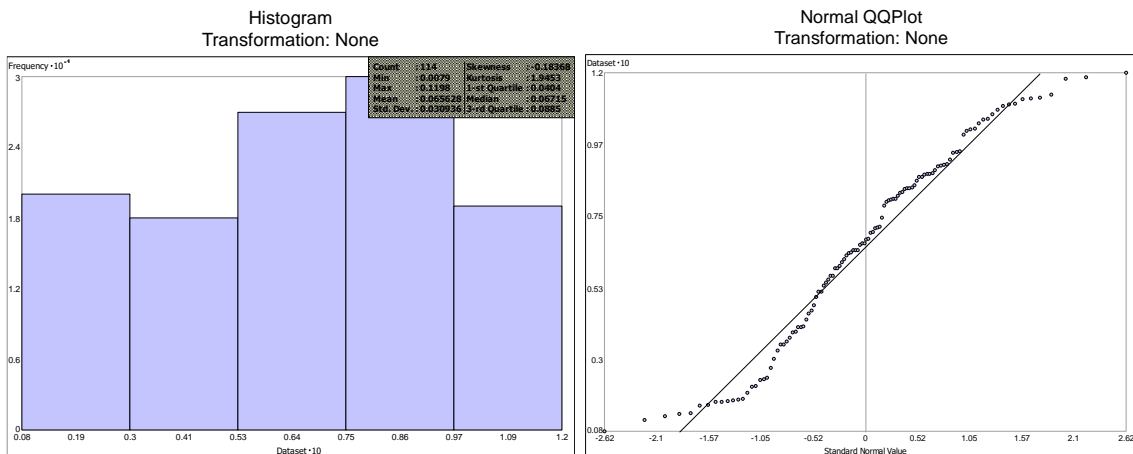 Histogram
Transformation: None
Frequency · 10⁻¹
Count : 114 Skewness : -0.18368
Min : 0.0079 Kurtosis : 1.9453
Max : 0.1198 1-st Quartile : 0.0404
Mean : 0.065628 Median : 0.06715
Std. Dev. : 0.030936 3-rd Quartile : 0.0885
3
2.4
1.8
1.2
0.6
0
0.08 0.19 0.3 0.41 0.53 0.64 0.75 0.86 0.97 1.09 1.2
Dataset · 10
Normal QQPlot
Transformation: None
Dataset · 10
1.2
0.97
0.75
0.53
0.3
0.08
-2.62 -2.1 -1.57 -1.05 -0.52 0 0.52 1.05 1.57 2.1 2.62
Standard Normal Value